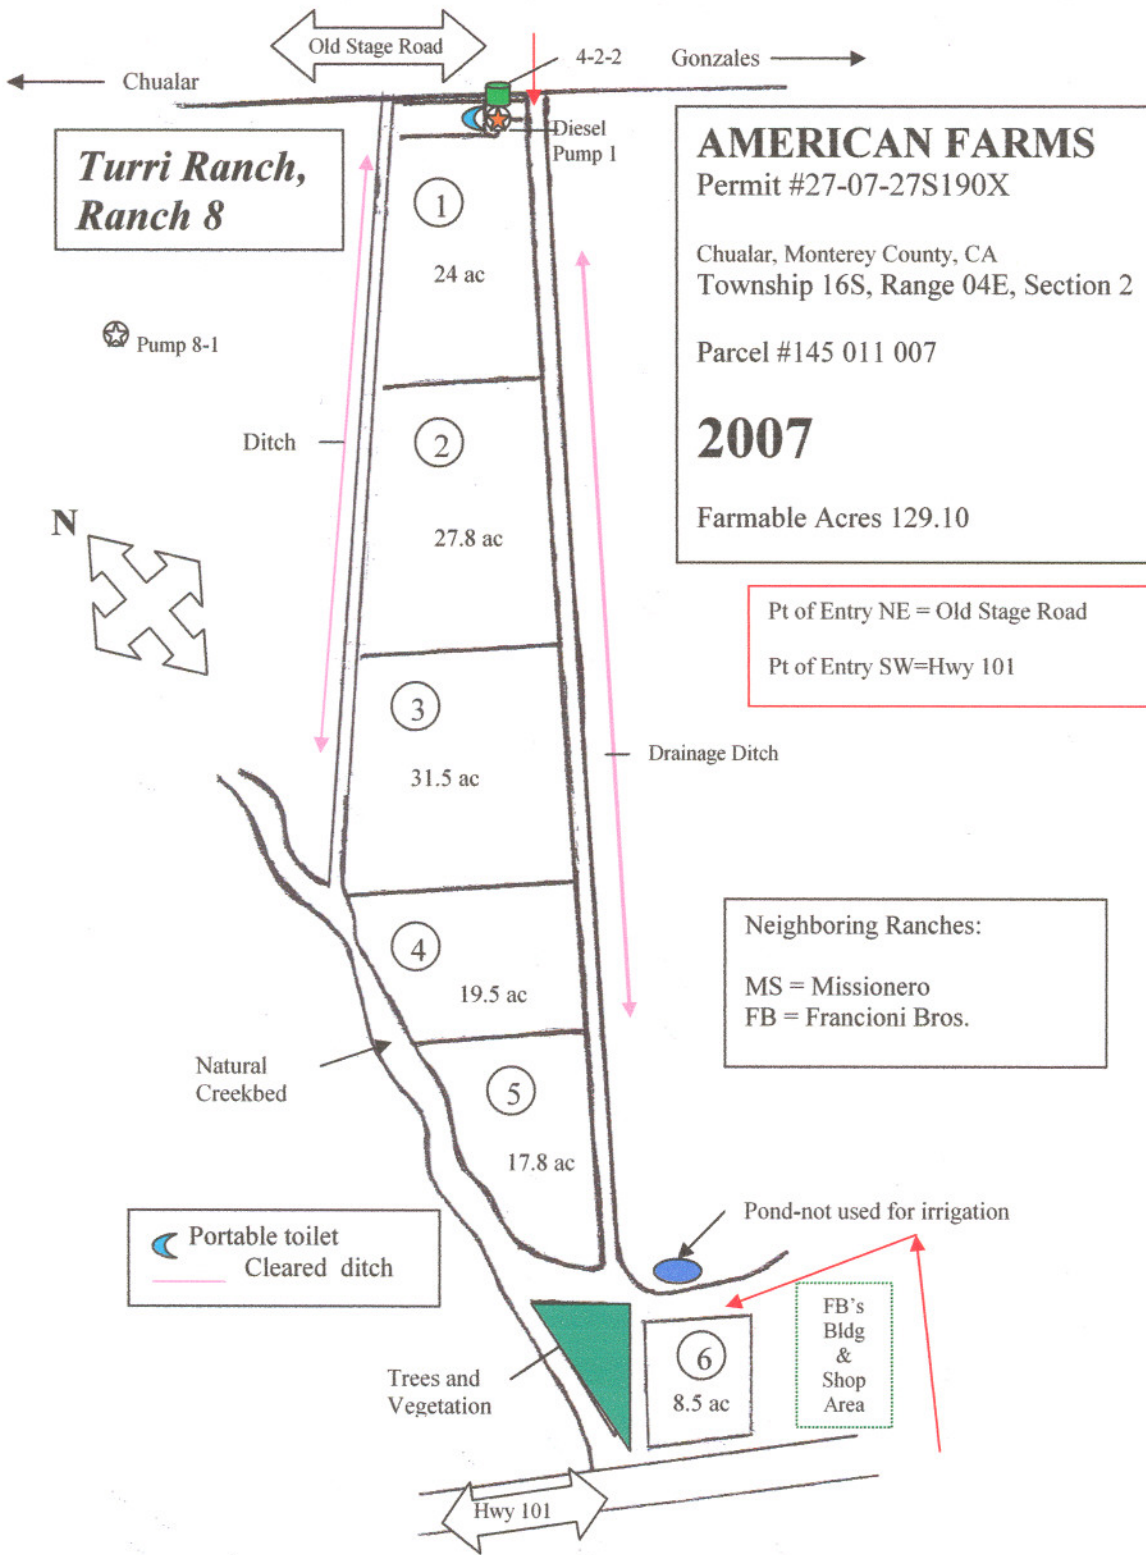 Old Stage Road
4-2-2
Gonzales
Chualar
Diesel
Pump 1
Turri Ranch,
Ranch 8
AMERICAN FARMS
Permit #27-07-27S190X
Chualar, Monterey County, CA
Township 16S, Range 04E, Section 2
Parcel #145 011 007
2007
Farmable Acres 129.10
1
24 ac
Pump 8-1
Ditch
2
27.8 ac
N
Pt of Entry NE = Old Stage Road
Pt of Entry SW=Hwy 101
3
31.5 ac
Drainage Ditch
4
19.5 ac
Neighboring Ranches:
MS = Missionero
FB = Francioni Bros.
Natural
Creekbed
5
17.8 ac
Portable toilet
Cleared ditch
Pond-not used for irrigation
FB's
Bldg
&
Shop
Area
6
8.5 ac
Trees and
Vegetation
Hwy 101